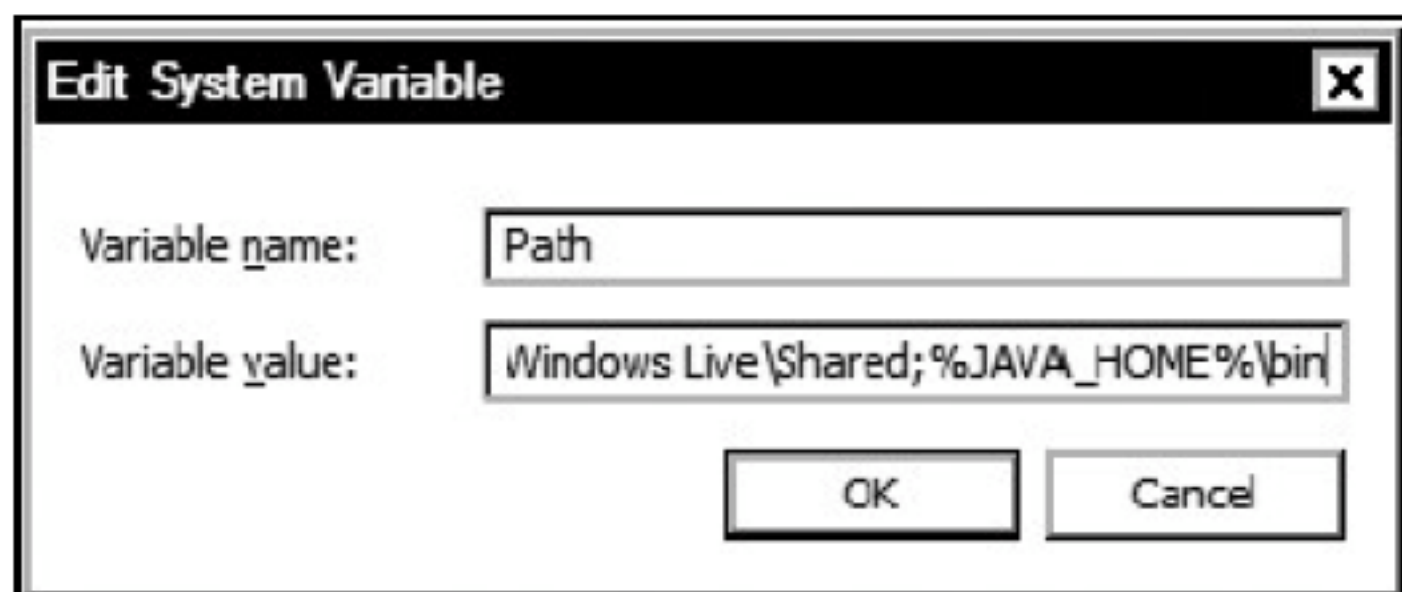 Edit System Variable
Variable name: Path
Variable value: Windows Live\Shared;%JAVA_HOME%\bin
OK Cancel